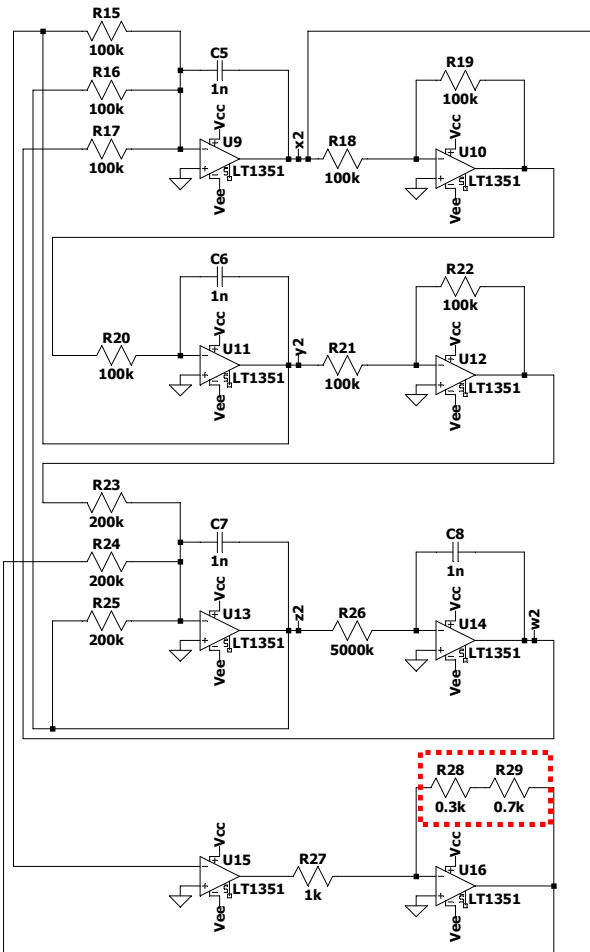 R15
100k
R16
100k
R17
100k
C5
1n
Vcc
U9
LT1351
Vee
x2
R18
100k
R19
100k
Vcc
U10
LT1351
Vee
R20
100k
C6
1n
Vcc
U11
LT1351
Vee
y2
R21
100k
R22
100k
Vcc
U12
LT1351
Vee
R23
200k
R24
200k
R25
200k
C7
1n
Vcc
U13
LT1351
Vee
z2
R26
5000k
C8
1n
Vcc
U14
LT1351
Vee
w2
Vcc
U15
LT1351
Vee
R27
1k
R28
0.3k
R29
0.7k
Vcc
U16
LT1351
Vee